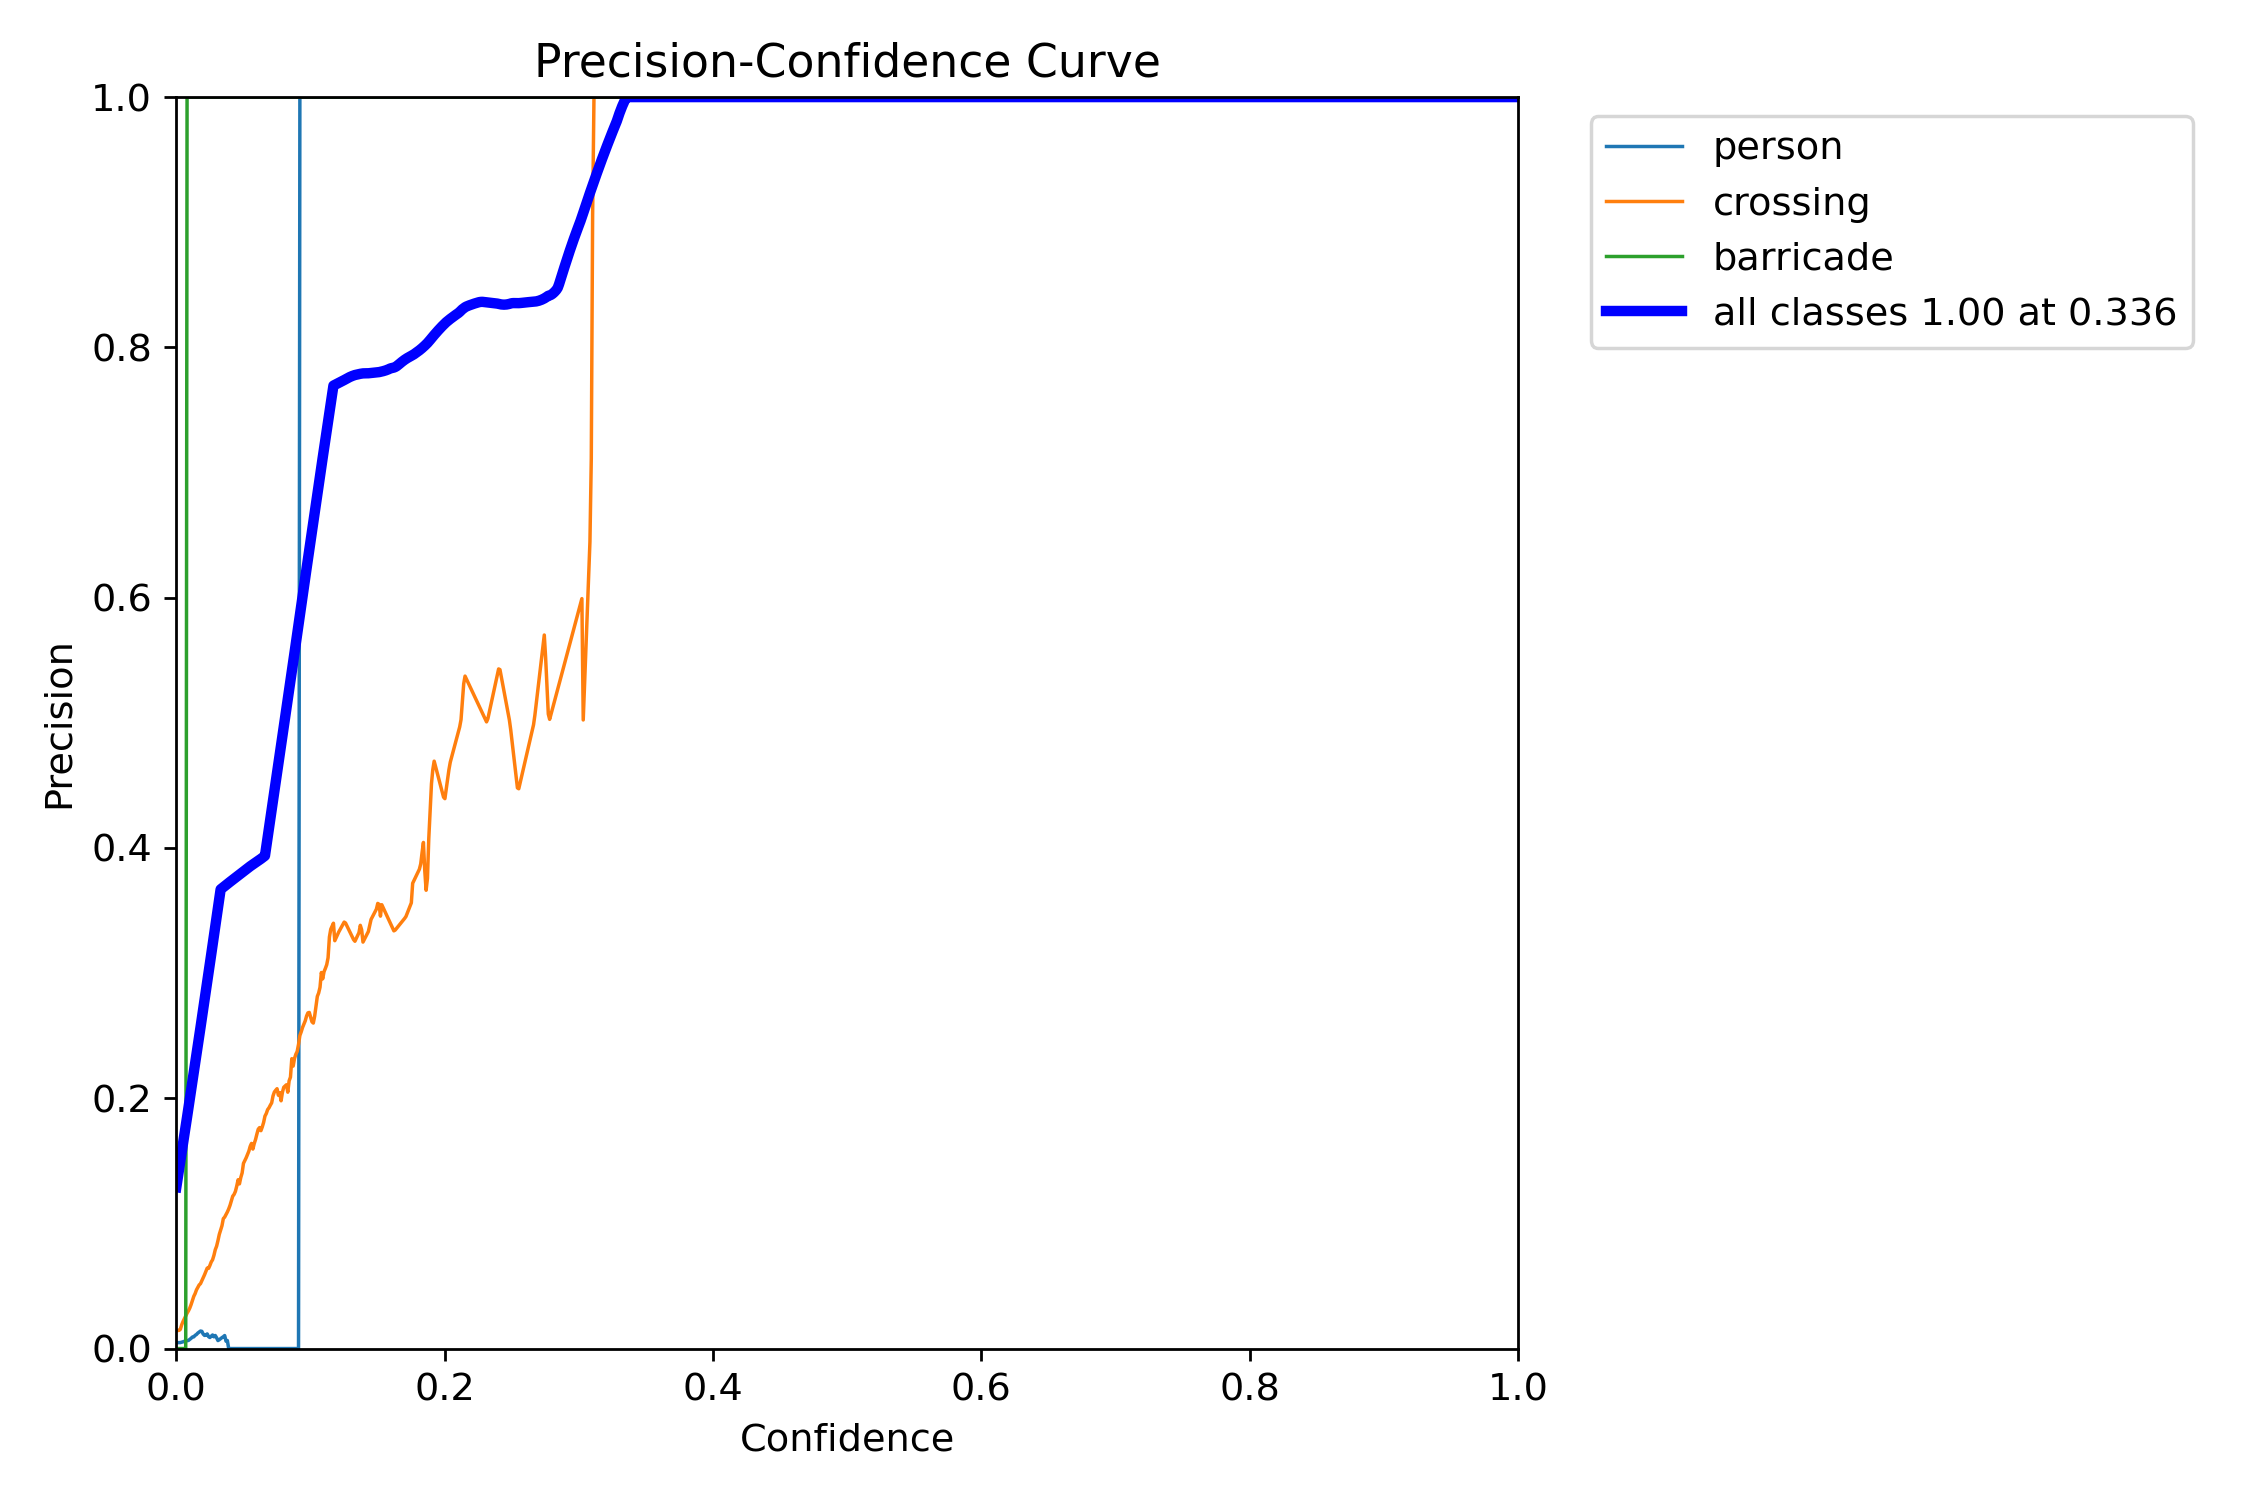 Precision-Confidence Curve
1.0
0.8
0.6
0.4
0.2
0.0
Precision
0.0 0.2 0.4 0.6 0.8 1.0
Confidence
person
crossing
barricade
all classes 1.00 at 0.336